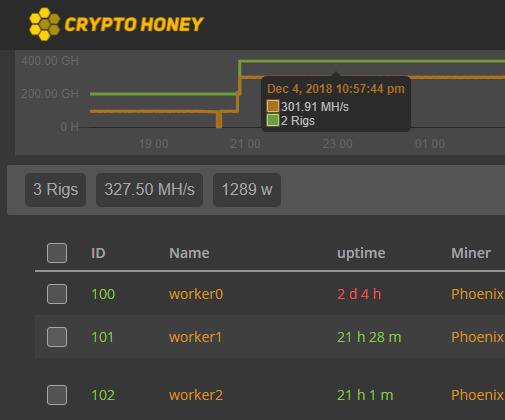 CRYPTO HONEY
400.00 GH
200.00 GH
0 H
Dec 4, 2018 10:57:44 pm
301.91 MH/s
2 Rigs
19 00
21 00
23 00
01 00
3 Rigs
327.50 MH/s
1289 w
ID Name uptime Miner
100 worker0 2 d 4 h Phoenix
101 worker1 21 h 28 m Phoenix
102 worker2 21 h 1 m Phoenix